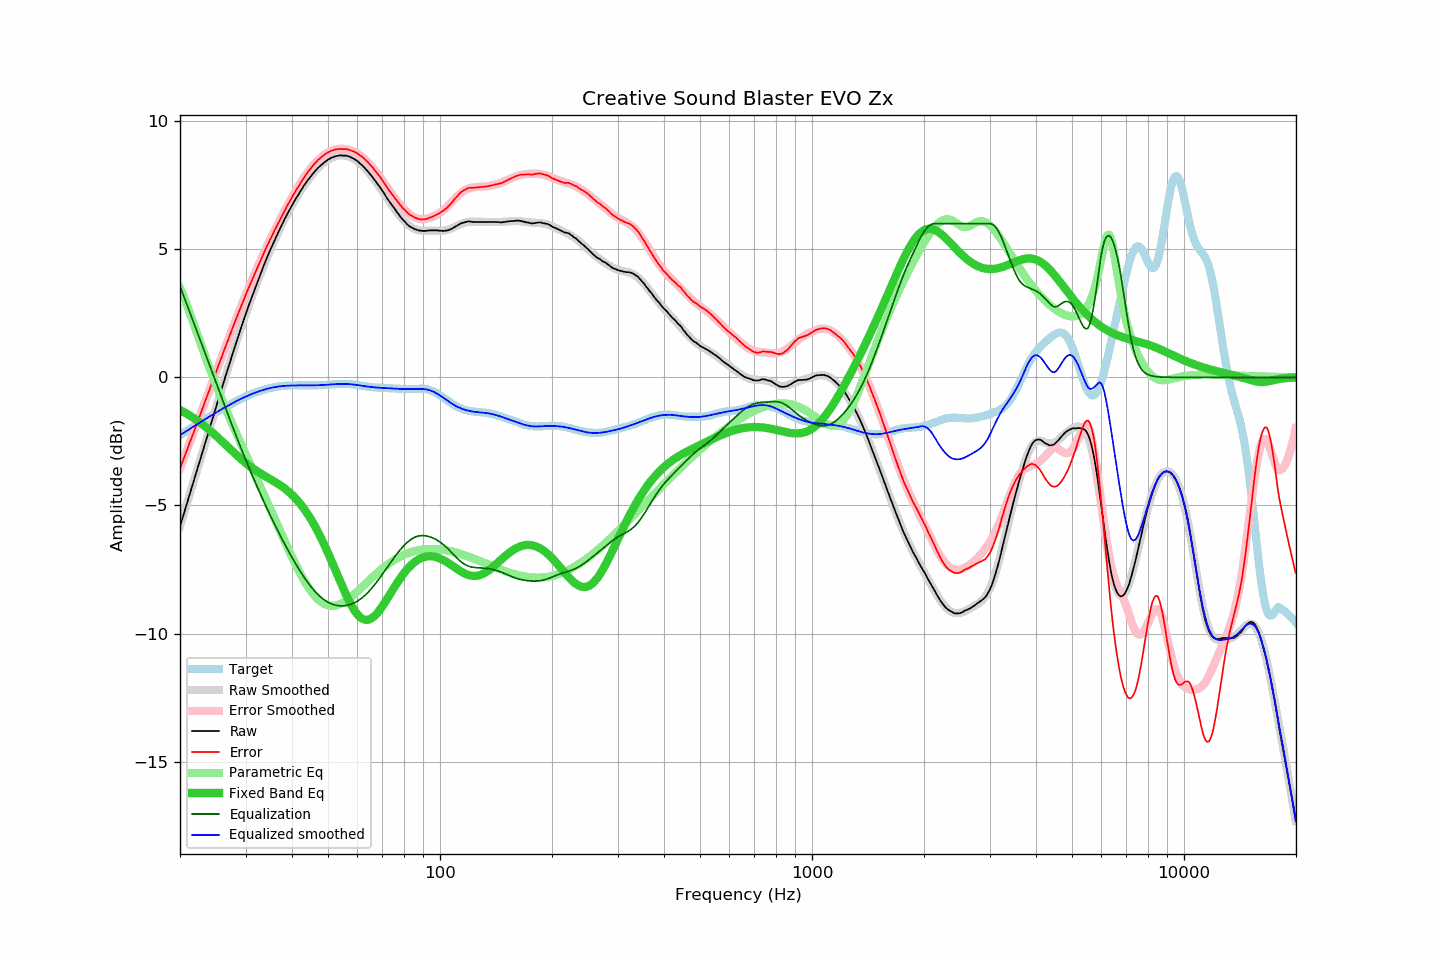 Creative Sound Blaster EVO Zx
10
5
0
−5
−10
−15
Amplitude (dBr)
Target
Raw Smoothed
Error Smoothed
Raw
Error
Parametric Eq
Fixed Band Eq
Equalization
Equalized smoothed
100
1000
10000
Frequency (Hz)